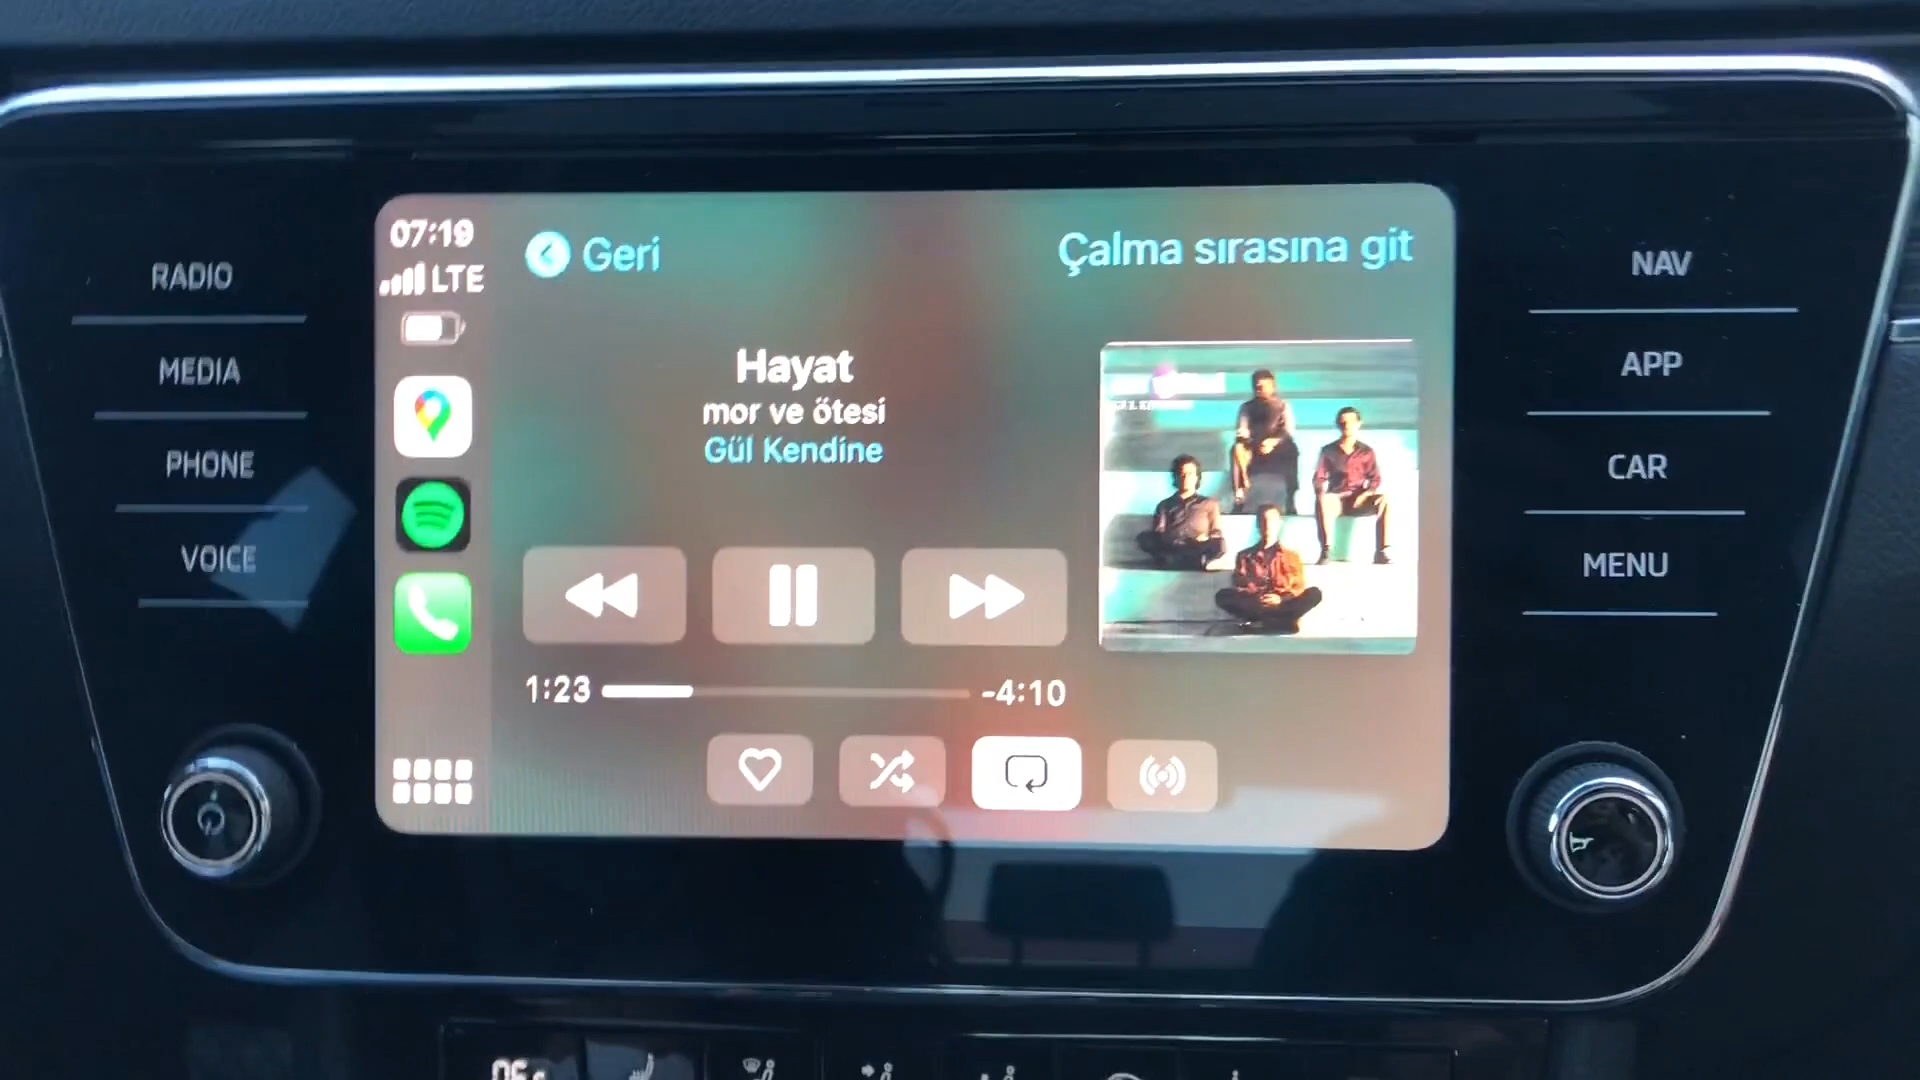 RADIO
MEDIA
PHONE
VOICE
07:19
LTE
Geri
Çalma sırasına git
Hayat
mor ve ötesi
Gül Kendine
1:23
-4:10
NAV
APP
CAR
MENU